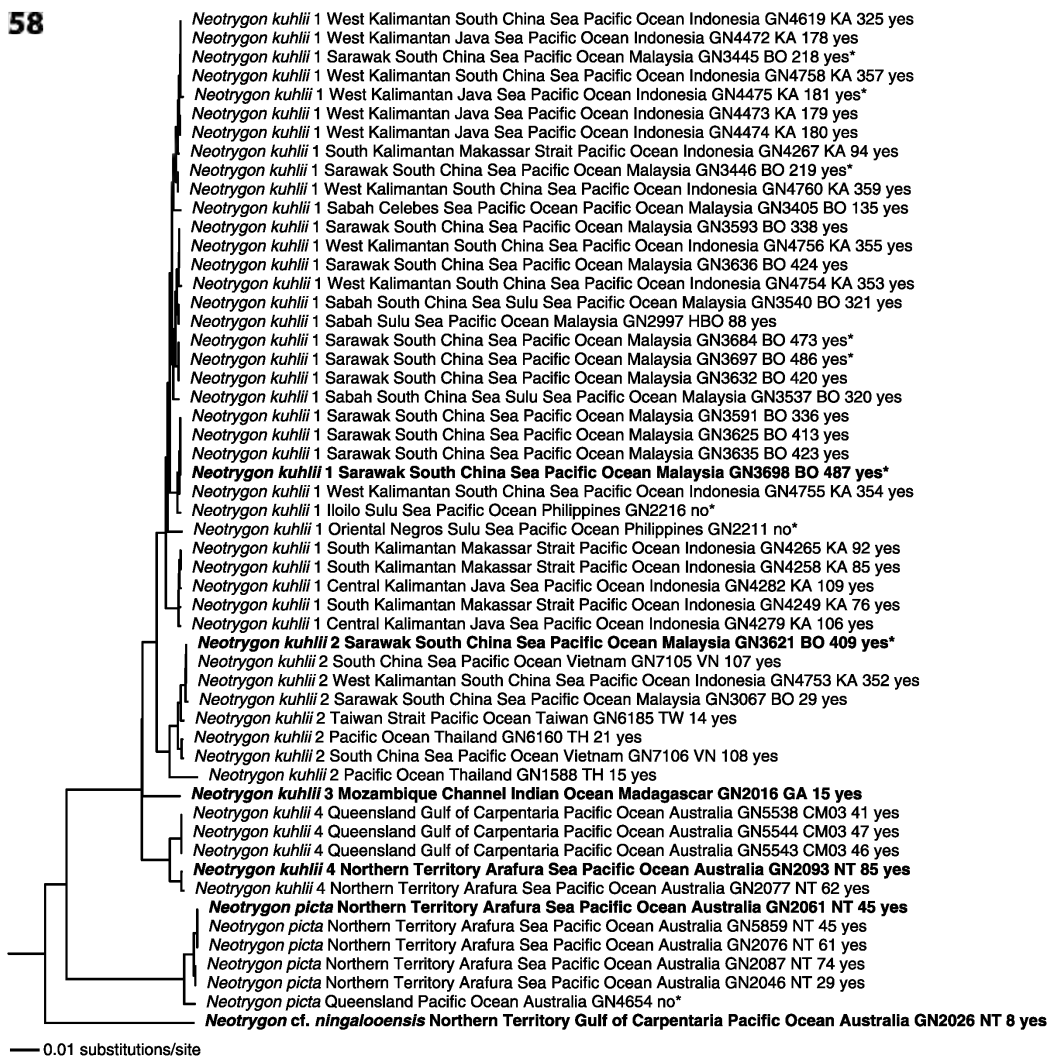 58
Neotrygon kuhlii 1 West Kalimantan South China Sea Pacific Ocean Indonesia GN4619 KA 325 yes
Neotrygon kuhlii 1 West Kalimantan Java Sea Pacific Ocean Indonesia GN4472 KA 178 yes
Neotrygon kuhlii 1 Sarawak South China Sea Pacific Ocean Malaysia GN3445 BO 218 yes*
Neotrygon kuhlii 1 West Kalimantan South China Sea Pacific Ocean Indonesia GN4758 KA 357 yes
Neotrygon kuhlii 1 West Kalimantan Java Sea Pacific Ocean Indonesia GN4475 KA 181 yes*
Neotrygon kuhlii 1 West Kalimantan Java Sea Pacific Ocean Indonesia GN4473 KA 179 yes
Neotrygon kuhlii 1 West Kalimantan Java Sea Pacific Ocean Indonesia GN4474 KA 180 yes
Neotrygon kuhlii 1 South Kalimantan Makassar Strait Pacific Ocean Indonesia GN4267 KA 94 yes
Neotrygon kuhlii 1 Sarawak South China Sea Pacific Ocean Malaysia GN3446 BO 219 yes*
Neotrygon kuhlii 1 West Kalimantan South China Sea Pacific Ocean Indonesia GN4760 KA 359 yes
Neotrygon kuhlii 1 Sabah Celebes Sea Pacific Ocean Pacific Ocean Malaysia GN3405 BO 135 yes
Neotrygon kuhlii 1 Sarawak South China Sea Pacific Ocean Malaysia GN3593 BO 338 yes
Neotrygon kuhlii 1 West Kalimantan South China Sea Pacific Ocean Indonesia GN4756 KA 355 yes
Neotrygon kuhlii 1 Sarawak South China Sea Pacific Ocean Malaysia GN3636 BO 424 yes
Neotrygon kuhlii 1 West Kalimantan South China Sea Pacific Ocean Indonesia GN4754 KA 353 yes
Neotrygon kuhlii 1 Sabah South China Sea Sulu Sea Pacific Ocean Malaysia GN3540 BO 321 yes
Neotrygon kuhlii 1 Sabah Sulu Sea Pacific Ocean Malaysia GN2997 HBO 88 yes
Neotrygon kuhlii 1 Sarawak South China Sea Pacific Ocean Malaysia GN3684 BO 473 yes*
Neotrygon kuhlii 1 Sarawak South China Sea Pacific Ocean Malaysia GN3697 BO 486 yes*
Neotrygon kuhlii 1 Sarawak South China Sea Pacific Ocean Malaysia GN3632 BO 420 yes
Neotrygon kuhlii 1 Sabah South China Sea Sulu Sea Pacific Ocean Malaysia GN3537 BO 320 yes
Neotrygon kuhlii 1 Sarawak South China Sea Pacific Ocean Malaysia GN3591 BO 336 yes
Neotrygon kuhlii 1 Sarawak South China Sea Pacific Ocean Malaysia GN3625 BO 413 yes
Neotrygon kuhlii 1 Sarawak South China Sea Pacific Ocean Malaysia GN3635 BO 423 yes
Neotrygon kuhlii 1 Sarawak South China Sea Pacific Ocean Malaysia GN3698 BO 487 yes*
Neotrygon kuhlii 1 West Kalimantan South China Sea Pacific Ocean Indonesia GN4755 KA 354 yes
Neotrygon kuhlii 1 Iloilo Sulu Sea Pacific Ocean Philippines GN2216 no*
Neotrygon kuhlii 1 Oriental Negros Sulu Sea Pacific Ocean Philippines GN2211 no*
Neotrygon kuhlii 1 South Kalimantan Makassar Strait Pacific Ocean Indonesia GN4265 KA 92 yes
Neotrygon kuhlii 1 South Kalimantan Makassar Strait Pacific Ocean Indonesia GN4258 KA 85 yes
Neotrygon kuhlii 1 Central Kalimantan Java Sea Pacific Ocean Indonesia GN4282 KA 109 yes
Neotrygon kuhlii 1 South Kalimantan Makassar Strait Pacific Ocean Indonesia GN4249 KA 76 yes
Neotrygon kuhlii 1 Central Kalimantan Java Sea Pacific Ocean Indonesia GN4279 KA 106 yes
Neotrygon kuhlii 2 Sarawak South China Sea Pacific Ocean Malaysia GN3621 BO 409 yes*
Neotrygon kuhlii 2 South China Sea Pacific Ocean Vietnam GN7105 VN 107 yes
Neotrygon kuhlii 2 West Kalimantan South China Sea Pacific Ocean Indonesia GN4753 KA 352 yes
Neotrygon kuhlii 2 Sarawak South China Sea Pacific Ocean Malaysia GN3067 BO 29 yes
Neotrygon kuhlii 2 Taiwan Strait Pacific Ocean Taiwan GN6185 TW 14 yes
Neotrygon kuhlii 2 Pacific Ocean Thailand GN6160 TH 21 yes
Neotrygon kuhlii 2 South China Sea Pacific Ocean Vietnam GN7106 VN 108 yes
Neotrygon kuhlii 2 Pacific Ocean Thailand GN1588 TH 15 yes
Neotrygon kuhlii 3 Mozambique Channel Indian Ocean Madagascar GN2016 GA 15 yes
Neotrygon kuhlii 4 Queensland Gulf of Carpentaria Pacific Ocean Australia GN5538 CM03 41 yes
Neotrygon kuhlii 4 Queensland Gulf of Carpentaria Pacific Ocean Australia GN5544 CM03 47 yes
Neotrygon kuhlii 4 Queensland Gulf of Carpentaria Pacific Ocean Australia GN5543 CM03 46 yes
Neotrygon kuhlii 4 Northern Territory Arafura Sea Pacific Ocean Australia GN2093 NT 85 yes
Neotrygon kuhlii 4 Northern Territory Arafura Sea Pacific Ocean Australia GN2077 NT 62 yes
Neotrygon picta Northern Territory Arafura Sea Pacific Ocean Australia GN2061 NT 45 yes
Neotrygon picta Northern Territory Arafura Sea Pacific Ocean Australia GN5859 NT 45 yes
Neotrygon picta Northern Territory Arafura Sea Pacific Ocean Australia GN2076 NT 61 yes
Neotrygon picta Northern Territory Arafura Sea Pacific Ocean Australia GN2087 NT 74 yes
Neotrygon picta Northern Territory Arafura Sea Pacific Ocean Australia GN2046 NT 29 yes
Neotrygon picta Queensland Pacific Ocean Australia GN4654 no*
Neotrygon cf. ningalooensis Northern Territory Gulf of Carpentaria Pacific Ocean Australia GN2026 NT 8 yes
0.01 substitutions/site